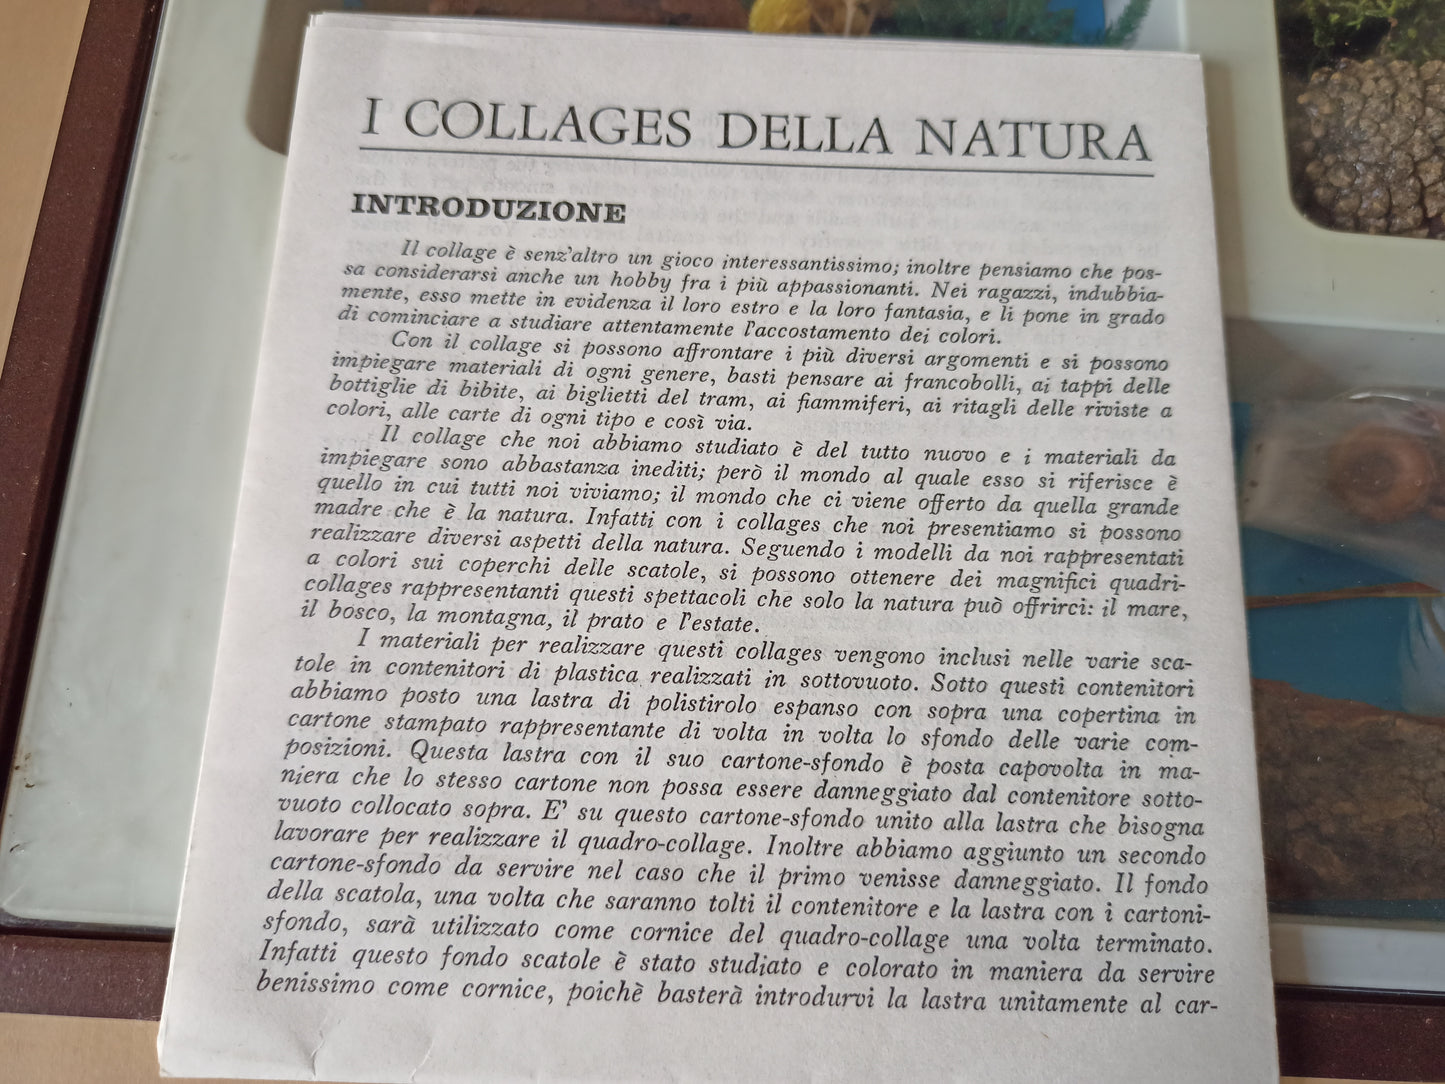 I COLLAGES DELLA NATURA
INTRODUZIONE
Il collage è senz'altro un gioco interessantissimo; inoltre pensiamo che pos-
sa considerarsi anche un hobby fra i più appassionanti. Nei ragazzi, indubbia-
mente, esso mette in evidenza il loro estro e la loro fantasia, e li pone in grado
di cominciare a studiare attentamente l'accostamento dei colori.
Con il collage si possono affrontare i più diversi argomenti e si possono
impiegare materiali di ogni genere, basti pensare ai francobolli, ai tappi delle
bottiglie di bibite, ai biglietti del tram, ai fiammiferi, ai ritagli delle riviste a
colori, alle carte di ogni tipo e così via.
Il collage che noi abbiamo studiato è del tutto nuovo e i materiali da
impiegare sono abbastanza inediti; però il mondo al quale esso si riferisce è
quello in cui tutti noi viviamo; il mondo che ci viene offerto da quella grande
madre che è la natura. Infatti con i collages che noi presentiamo si possono
realizzare diversi aspetti della natura. Seguendo i modelli da noi rappresentati
a colori sui coperchi delle scatole, si possono ottenere dei magnifici quadri-
collages rappresentanti questi spettacoli che solo la natura può offrirci: il mare,
il bosco, la montagna, il prato e l'estate.
I materiali per realizzare questi collages vengono inclusi nelle varie sca-
tole in contenitori di plastica realizzati in sottovuoto. Sotto questi contenitori
abbiamo posto una lastra di polistirolo espanso con sopra una copertina in
cartone stampato rappresentante di volta in volta lo sfondo delle varie com-
posizioni. Questa lastra con il suo cartone-sfondo è posta capovolta in ma-
niera che lo stesso cartone non possa essere danneggiato dal contenitore sotto-
vuoto collocato sopra. E' su questo cartone-sfondo unito alla lastra che bisogna
lavorare per realizzare il quadro-collage. Inoltre abbiamo aggiunto un secondo
cartone-sfondo da servire nel caso che il primo venisse danneggiato. Il fondo
della scatola, una volta che saranno tolti il contenitore e la lastra con i cartoni-
sfondo, sarà utilizzato come cornice del quadro-collage una volta terminato.
Infatti questo fondo scatole è stato studiato e colorato in maniera da servire
benissimo come cornice, poichè basterà introdurvi la lastra unitamente al car-